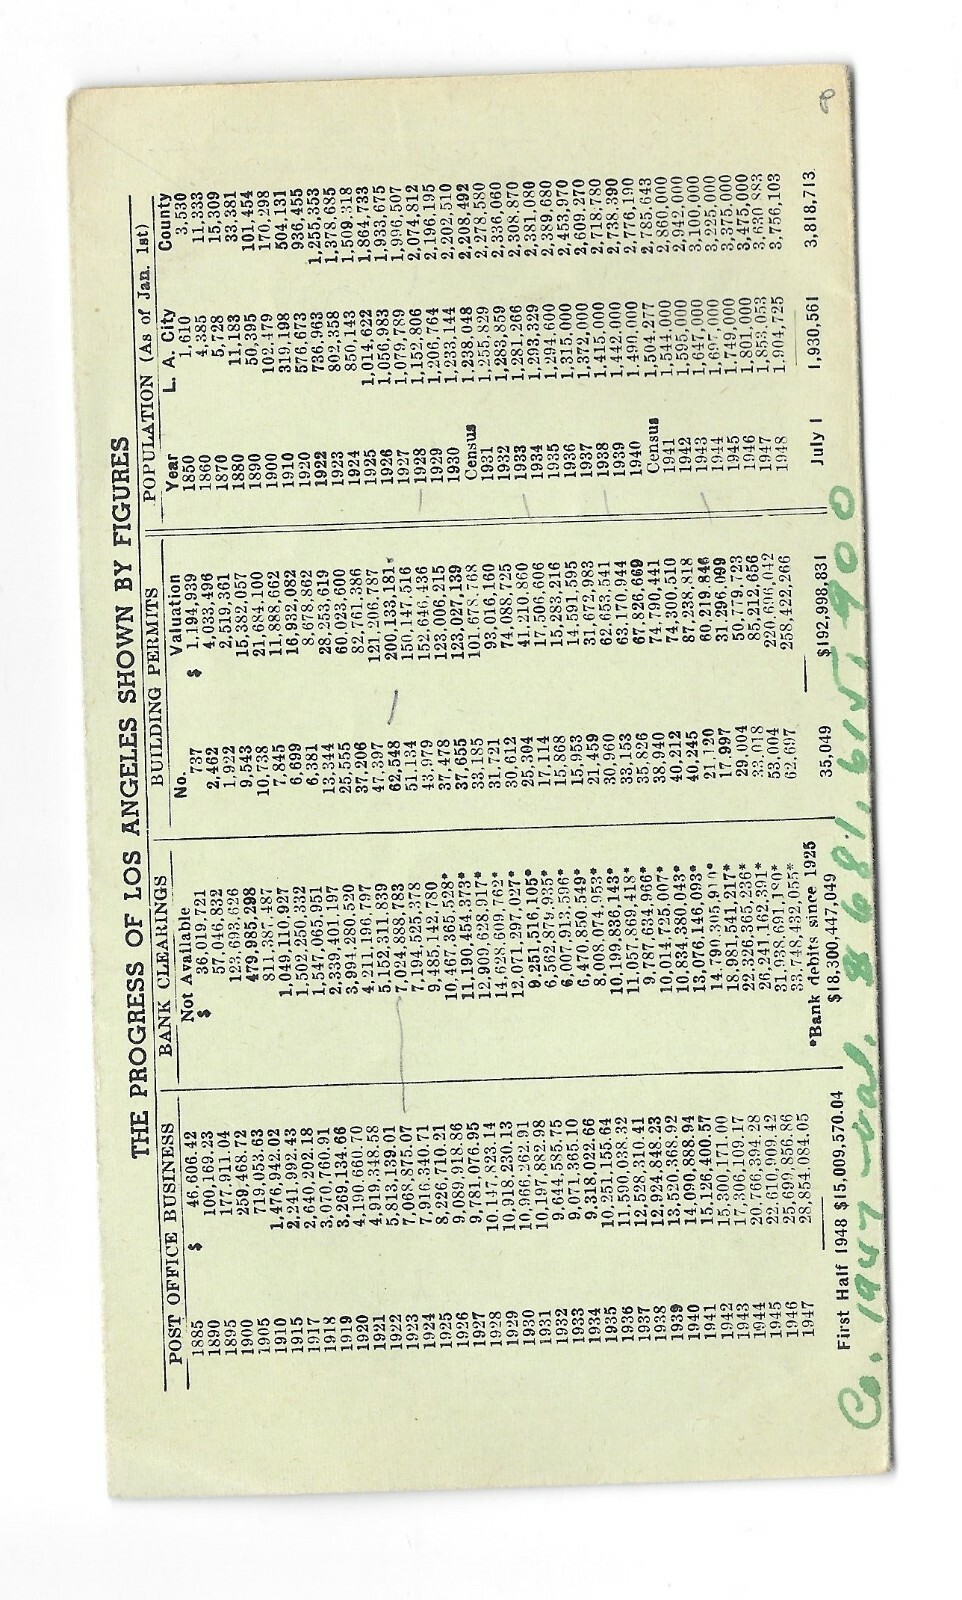 THE PROGRESS OF LOS ANGELES SHOWN BY FIGURES
POST OFFICE BUSINESS
1885 $ 46,606.42
1890 100,169.23
1895 177,911.04
1900 259,468.72
1905 719,053.63
1910 1,476,942.02
1915 2,241,992.43
1917 2,640,202.18
1918 3,070,760.91
1919 3,269,134.66
1920 4,190,660.70
1921 4,919,348.58
1922 5,813,139.01
1923 7,068,875.07
1924 7,916,340.71
1925 8,226,710.21
1926 9,089,918.86
1927 9,781,076.95
1928 10,147,823.14
1929 10,918,230.13
1930 10,966,262.91
1931 10,197,882.98
1932 9,644,585.75
1933 9,071,365.10
1934 9,318,022.66
1935 10,251,155.64
1936 11,590,038.32
1937 12,528,310.41
1938 12,924,848.23
1939 13,520,368.92
1940 14,090,888.94
1941 15,126,400.57
1942 15,300,171.00
1943 17,306,109.17
1944 20,766,394.28
1945 22,610,909.42
1946 25,699,856.86
1947 28,854,084.05
First Half 1948 $15,009,570.04
BANK CLEARINGS
Not Available
$ 36,019,721
57,046,832
123,693,626
479,985,298
811,387,487
1,049,110,927
1,502,250,332
1,547,065,951
2,339,401,197
3,994,280,520
4,211,196,797
5,152,311,839
7,024,888,783
7,194,525,378
9,485,142,780
10,467,365,528*
11,190,454,373*
12,909,628,917*
14,628,609,762*
12,071,297,027*
9,251,516,105*
6,562,879,985*
6,007,913,596*
6,470,850,549*
8,008,074,953*
10,199,836,143*
11,057,869,418*
9,787,634,966*
10,014,725,007*
10,834,380,043*
13,076,146,093*
14,790,305,910*
18,981,541,217*
22,326,365,236*
26,241,162,391*
31,938,691,180*
33,748,432,055*
*Bank debits since 1925
$18,300,447,049
BUILDING PERMITS
No. Valuation
737 $ 1,194,939
2,462 4,033,496
1,922 2,519,361
9,543 15,382,057
10,738 21,684,100
7,845 11,888,662
6,699 16,932,082
6,381 8,678,862
13,344 28,253,619
25,555 60,023,600
37,206 82,761,386
47,397 121,206,787
62,548 200,133,181
51,134 150,147,516
43,979 152,646,436
37,478 123,006,215
37,655 123,027,139
33,185 101,678,768
31,721 93,016,160
30,612 74,088,725
25,304 41,210,860
17,114 17,506,606
15,868 15,283,216
15,953 14,591,595
21,459 31,672,983
30,960 62,653,541
33,153 63,170,944
35,826 67,826,669
38,940 74,790,441
40,212 74,300,510
40,245 87,238,818
21,120 60,219,846
17,997 31,296,099
29,004 50,779,723
33,018 85,212,656
53,004 220,606,042
62,697 258,422,266
35,049 $192,998,831
POPULATION (As of Jan. 1st)
Year L. A. City County
1850 1,610 3,530
1860 4,385 11,333
1870 5,728 15,309
1880 11,183 33,381
1890 50,395 101,454
1900 102,479 170,298
1910 319,198 504,131
1920 576,673 936,455
1922 736,963 1,255,353
1923 802,358 1,378,685
1924 850,143 1,509,318
1925 1,014,622 1,864,733
1926 1,056,983 1,933,675
1927 1,079,789 1,996,507
1928 1,152,806 2,074,812
1929 1,206,764 2,196,195
1930 1,233,144 2,202,510
Census 1,238,048 2,208,492
1931 1,255,829 2,278,580
1932 1,283,859 2,336,060
1933 1,281,266 2,308,870
1934 1,293,329 2,381,080
1935 1,294,600 2,389,680
1936 1,315,000 2,453,970
1937 1,372,000 2,609,270
1938 1,415,000 2,718,780
1939 1,442,000 2,738,390
1940 1,490,000 2,776,190
Census 1,504,277 2,785,643
1941 1,544,000 2,860,000
1942 1,595,000 2,942,000
1943 1,647,000 3,100,000
1944 1,697,000 3,225,000
1945 1,749,000 3,375,000
1946 1,801,000 3,475,000
1947 1,853,053 3,630,883
1948 1,904,725 3,756,103
July 1 1,930,561 3,818,713
Co. 1947 - val. $ 681,615,900
8